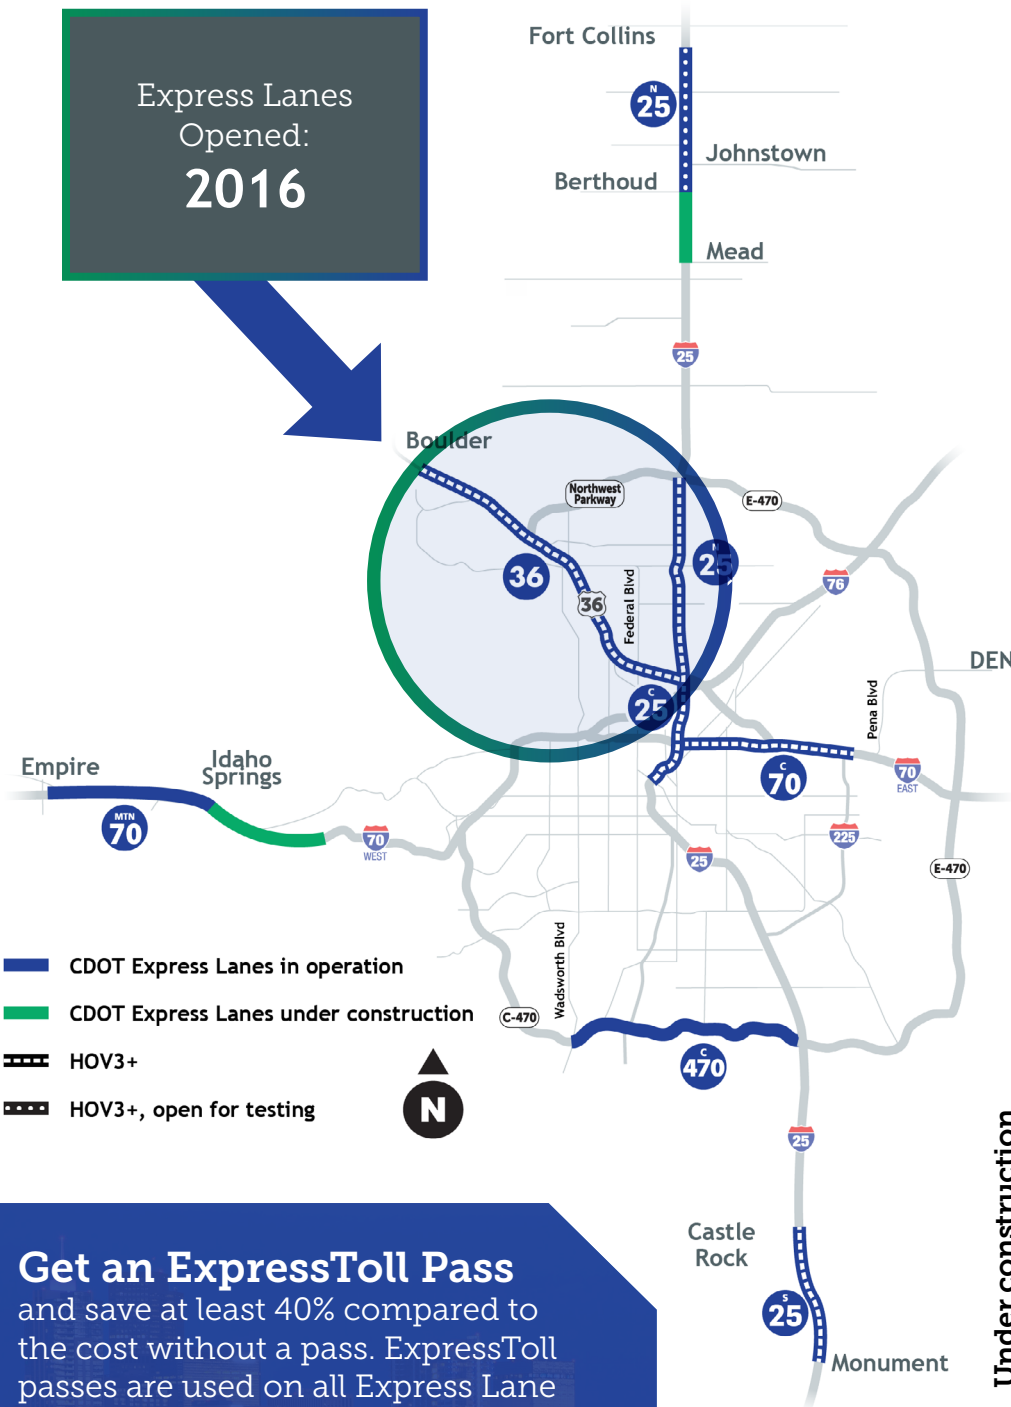 Express Lanes
Opened:
2016
Fort Collins
N
25
Johnstown
Berthoud
Mead
25
Boulder
Northwest
Parkway
E-470
36
N
25
76
36
Federal Blvd
DEN
C
25
Pena Blvd
Empire
Idaho
Springs
C
70
70
EAST
MTN
70
70
WEST
225
25
E-470
Wadsworth Blvd
CDOT Express Lanes in operation
CDOT Express Lanes under construction
C-470
HOV3+
C
470
HOV3+, open for testing
N
25
Under construction
Castle
Rock
Get an ExpressToll Pass
and save at least 40% compared to
the cost without a pass. ExpressToll
passes are used on all Express Lane
S
25
Monument